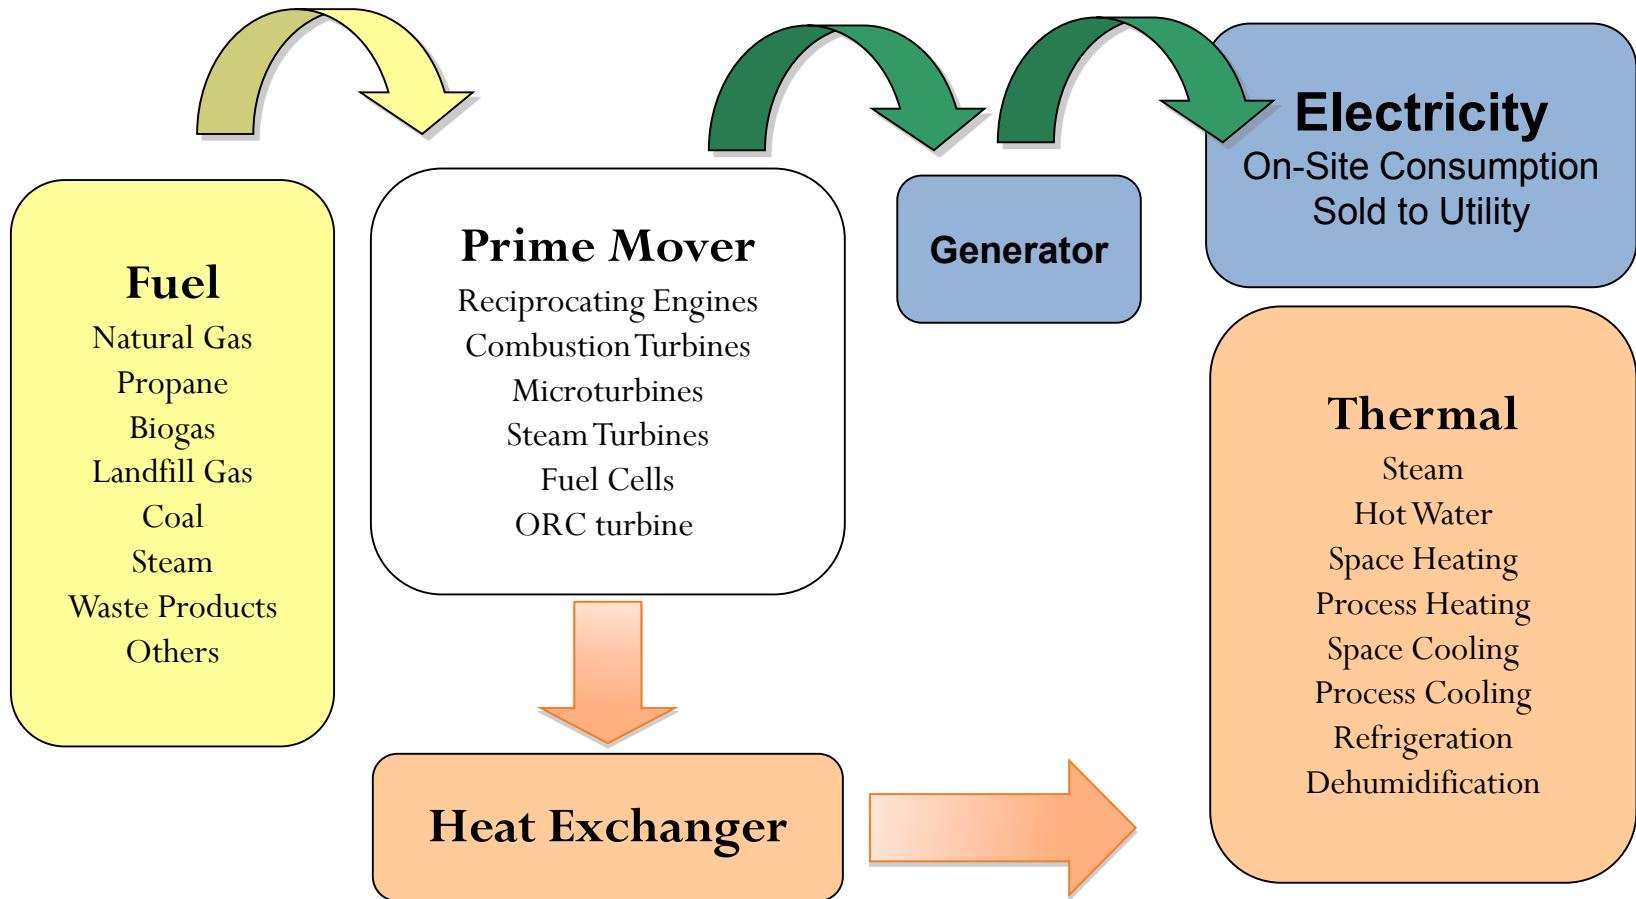 Fuel
Natural Gas
Propane
Biogas
Landfill Gas
Coal
Steam
Waste Products
Others
Prime Mover
Reciprocating Engines
Combustion Turbines
Microturbines
Steam Turbines
Fuel Cells
ORC turbine
Generator
Electricity
On-Site Consumption
Sold to Utility
Heat Exchanger
Thermal
Steam
Hot Water
Space Heating
Process Heating
Space Cooling
Process Cooling
Refrigeration
Dehumidification